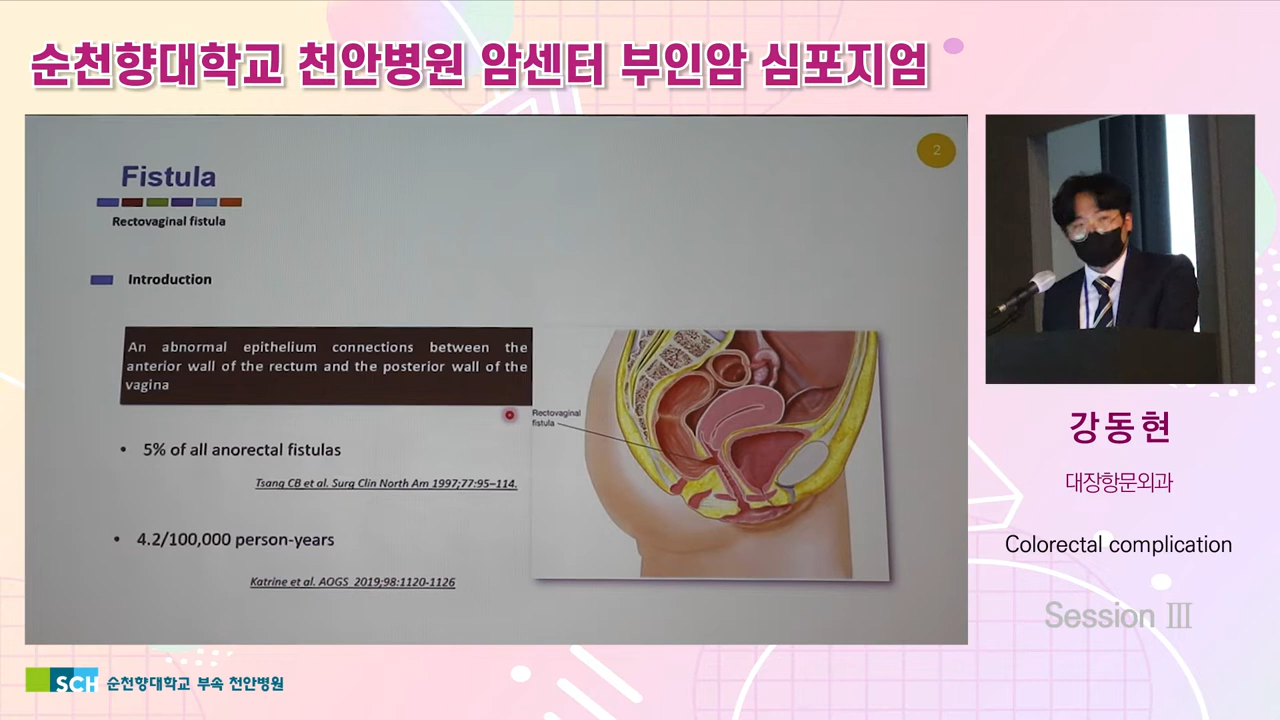 순천향대학교 천안병원 암센터 부인암 심포지엄
2
Fistula
Rectovaginal fistula
Introduction
An abnormal epithelium connections between the
anterior wall of the rectum and the posterior wall of the
vagina
Rectovaginal
fistula
5% of all anorectal fistulas
Tsang CB et al. Surg Clin North Am 1997;77:95–114.
4.2/100,000 person-years
Katrine et al. AOGS 2019;98:1120-1126
강동현
대장항문외과
Colorectal complication
Session Ⅲ
SCH 순천향대학교 부속 천안병원